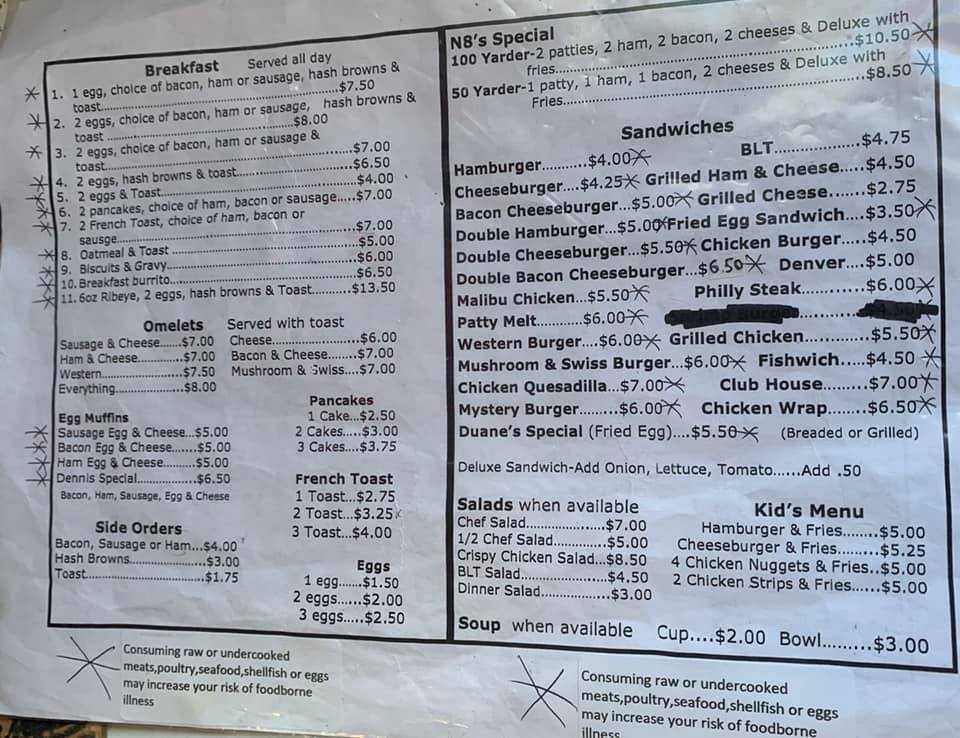 Breakfast Served all day
1. 1 egg, choice of bacon, ham or sausage, hash browns &
toast..........$7.50
2. 2 eggs, choice of bacon, ham or sausage, hash browns &
toast..........$8.00
3. 2 eggs, choice of bacon, ham or sausage &
toast..........$7.00
4. 2 eggs, hash browns & toast..........$6.50
5. 2 eggs & Toast..........$4.00
6. 2 pancakes, choice of ham, bacon or sausage.....$7.00
7. 2 French Toast, choice of ham, bacon or
sausge..........$7.00
8. Oatmeal & Toast..........$5.00
9. Biscuits & Gravy..........$6.00
10. Breakfast burrito..........$6.50
11. 6oz Ribeye, 2 eggs, hash browns & Toast..........$13.50
Omelets Served with toast
Sausage & Cheese......$7.00 Cheese..........$6.00
Ham & Cheese..........$7.00 Bacon & Cheese........$7.00
Western..........$7.50 Mushroom & Swiss....$7.00
Everything..........$8.00
Pancakes
1 Cake...$2.50
2 Cakes.....$3.00
3 Cakes....$3.75
Egg Muffins
Sausage Egg & Cheese...$5.00
Bacon Egg & Cheese......$5.00
Ham Egg & Cheese........$5.00
Dennis Special..........$6.50
Bacon, Ham, Sausage, Egg & Cheese
French Toast
1 Toast...$2.75
2 Toast...$3.25
3 Toast...$4.00
Side Orders
Bacon, Sausage or Ham...$4.00
Hash Browns..........$3.00
Toast..........$1.75
Eggs
1 egg......$1.50
2 eggs......$2.00
3 eggs.....$2.50
Consuming raw or undercooked
meats,poultry,seafood,shellfish or eggs
may increase your risk of foodborne
illness
N8's Special
100 Yarder-2 patties, 2 ham, 2 bacon, 2 cheeses & Deluxe with
fries..........$10.50
50 Yarder-1 patty, 1 ham, 1 bacon, 2 cheeses & Deluxe with
Fries..........$8.50
Sandwiches
Hamburger..........$4.00 BLT..........$4.75
Cheeseburger....$4.25 Grilled Ham & Cheese.....$4.50
Bacon Cheeseburger...$5.00 Grilled Cheese.......$2.75
Double Hamburger...$5.00 Fried Egg Sandwich....$3.50
Double Cheeseburger...$5.50 Chicken Burger.....$4.50
Double Bacon Cheeseburger...$6.50 Denver....$5.00
Malibu Chicken...$5.50 Philly Steak..........$6.00
Patty Melt..........$6.00
Western Burger....$6.00 Grilled Chicken..........$5.50
Mushroom & Swiss Burger...$6.00 Fishwich....$4.50
Chicken Quesadilla...$7.00 Club House.........$7.00
Mystery Burger.........$6.00 Chicken Wrap.......$6.50
Duane's Special (Fried Egg)....$5.50 (Breaded or Grilled)
Deluxe Sandwich-Add Onion, Lettuce, Tomato......Add .50
Salads when available
Chef Salad..........$7.00
1/2 Chef Salad..........$5.00
Crispy Chicken Salad...$8.50
BLT Salad..........$4.50
Dinner Salad..........$3.00
Kid's Menu
Hamburger & Fries........$5.00
Cheeseburger & Fries........$5.25
4 Chicken Nuggets & Fries..$5.00
2 Chicken Strips & Fries......$5.00
Soup when available Cup....$2.00 Bowl.........$3.00
Consuming raw or undercooked
meats,poultry,seafood,shellfish or eggs
may increase your risk of foodborne
illness